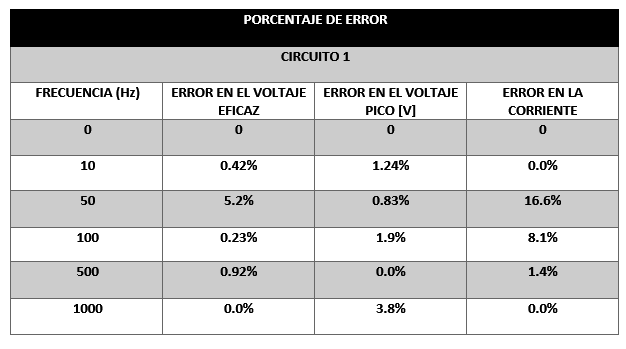 PORCENTAJE DE ERROR
CIRCUITO 1
FRECUENCIA (Hz) ERROR EN EL VOLTAJE EFICAZ ERROR EN EL VOLTAJE PICO [V] ERROR EN LA CORRIENTE
0 0 0 0
10 0.42% 1.24% 0.0%
50 5.2% 0.83% 16.6%
100 0.23% 1.9% 8.1%
500 0.92% 0.0% 1.4%
1000 0.0% 3.8% 0.0%